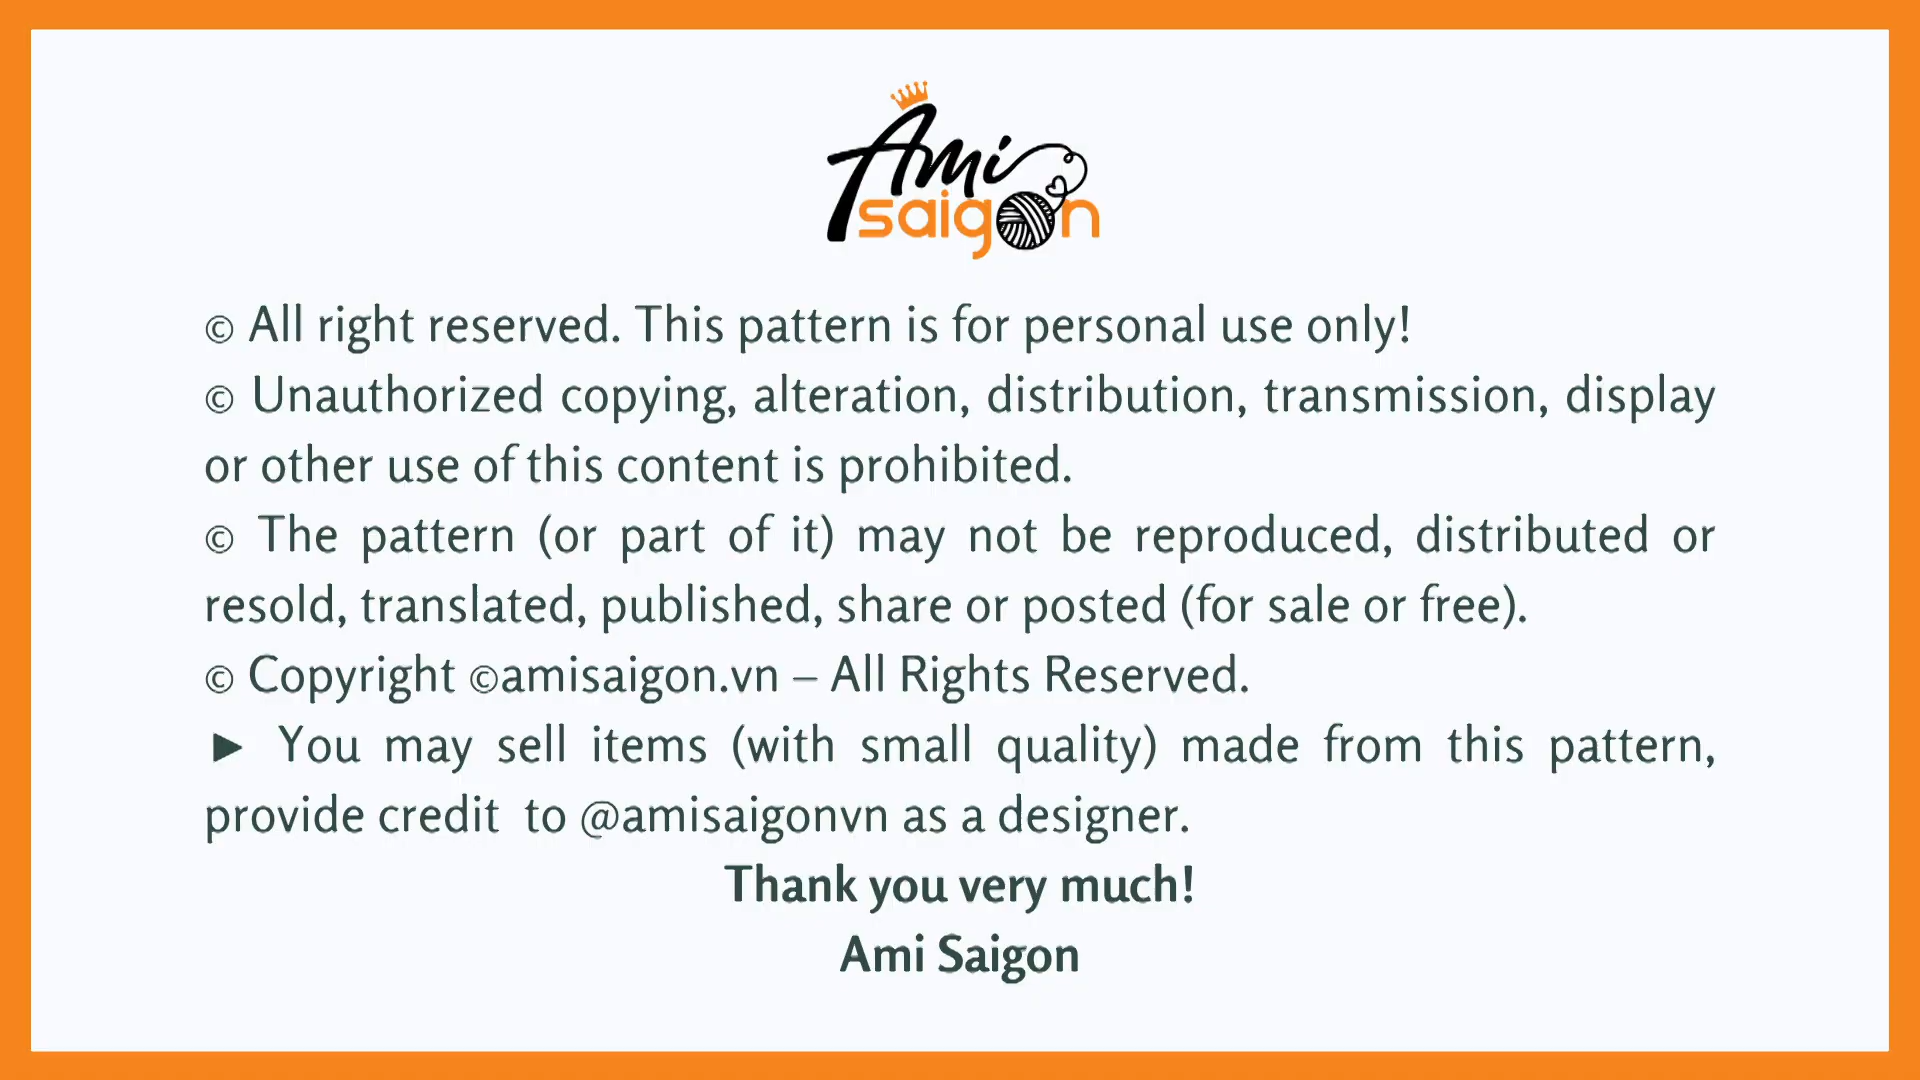 Ami
saigon
© All right reserved. This pattern is for personal use only!
© Unauthorized copying, alteration, distribution, transmission, display
or other use of this content is prohibited.
© The pattern (or part of it) may not be reproduced, distributed or
resold, translated, published, share or posted (for sale or free).
© Copyright ©amisaigon.vn – All Rights Reserved.
► You may sell items (with small quality) made from this pattern,
provide credit  to @amisaigonvn as a designer.
Thank you very much!
Ami Saigon